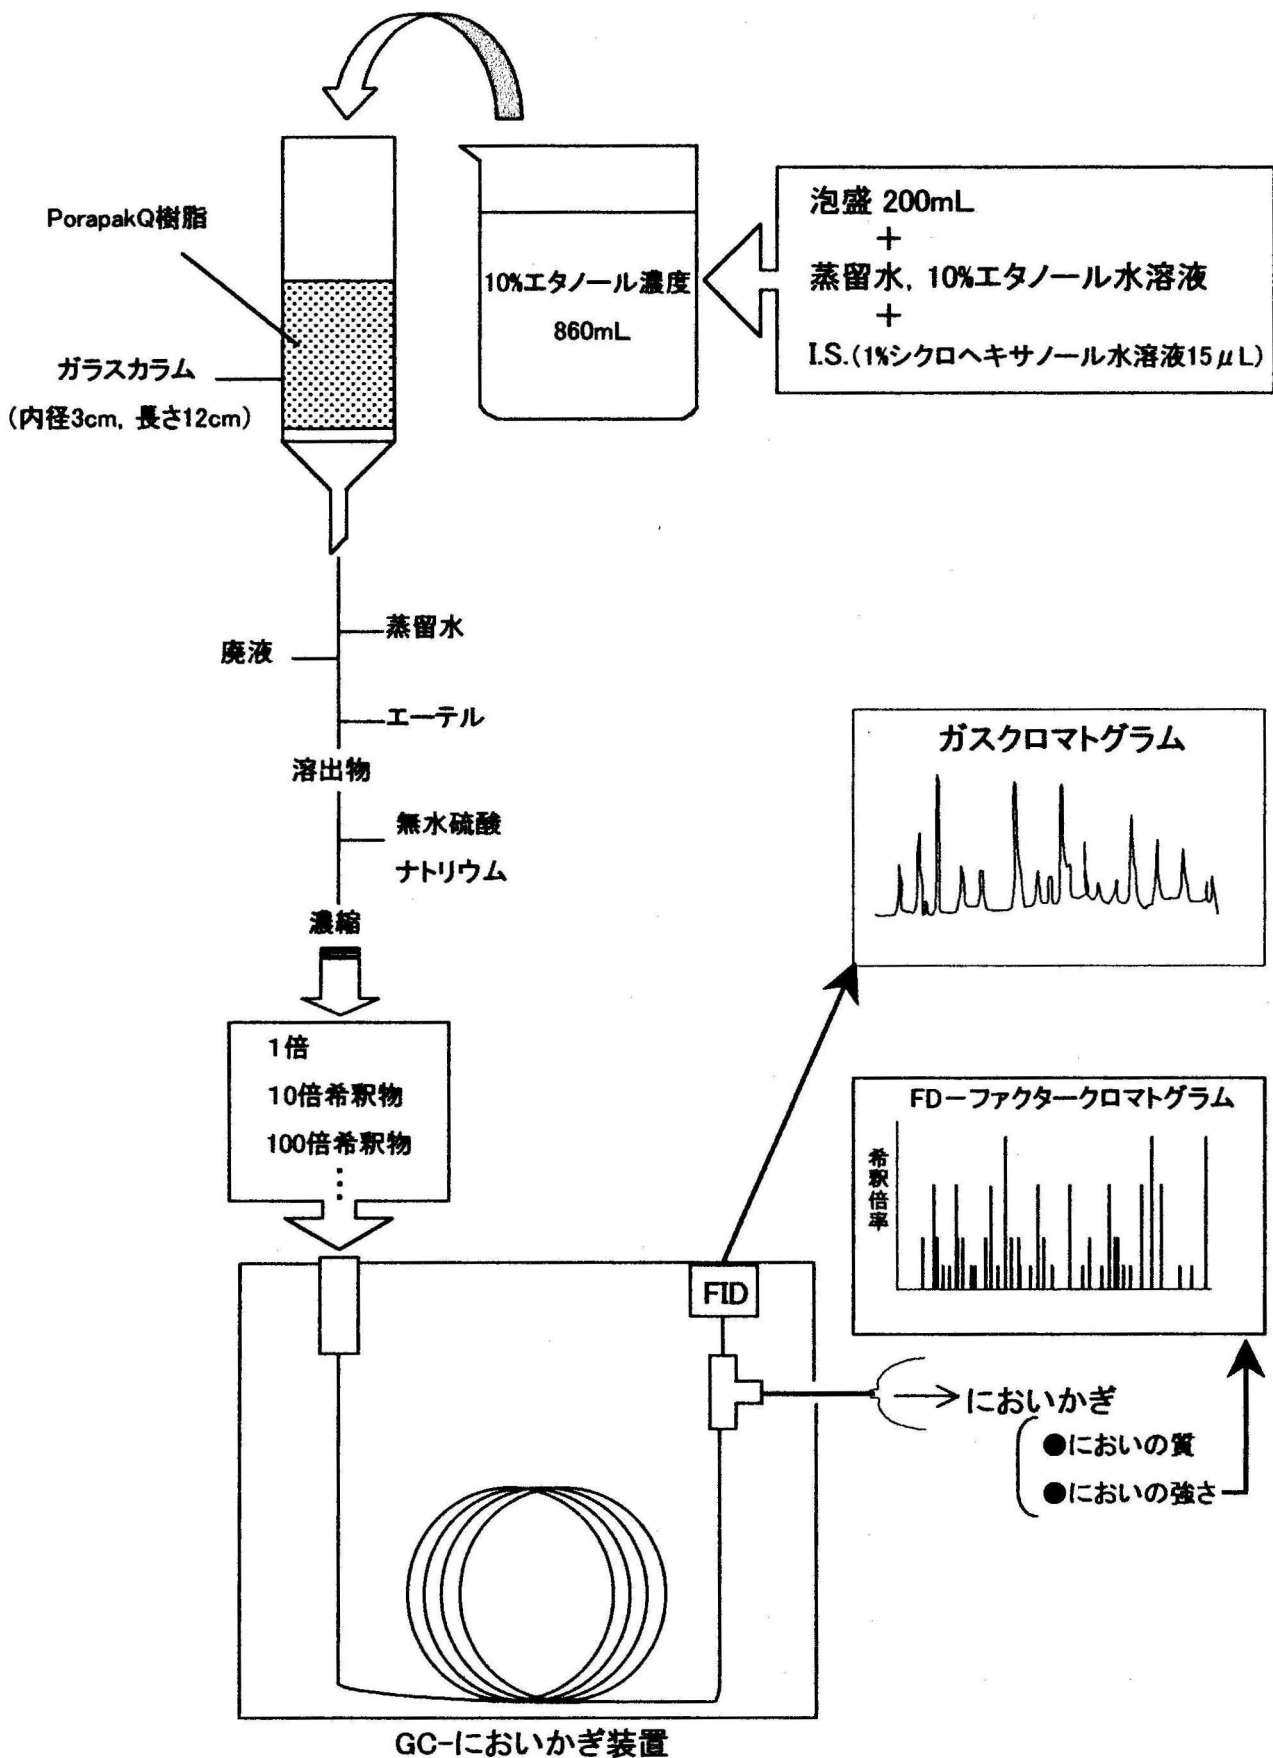 PorapakQ樹脂
ガラスカラム
(内径3cm, 長さ12cm)
10%エタノール濃度
860mL
泡盛 200mL
+
蒸留水, 10%エタノール水溶液
+
I.S.(1%シクロヘキサノール水溶液15μL)
蒸留水
廃液
エーテル
溶出物
無水硫酸
ナトリウム
濃縮
1倍
10倍希釈物
100倍希釈物
⋮
ガスクロマトグラム
FDーファクタークロマトグラム
希釈倍率
FID
においかぎ
●においの質
●においの強さ
GC-においかぎ装置